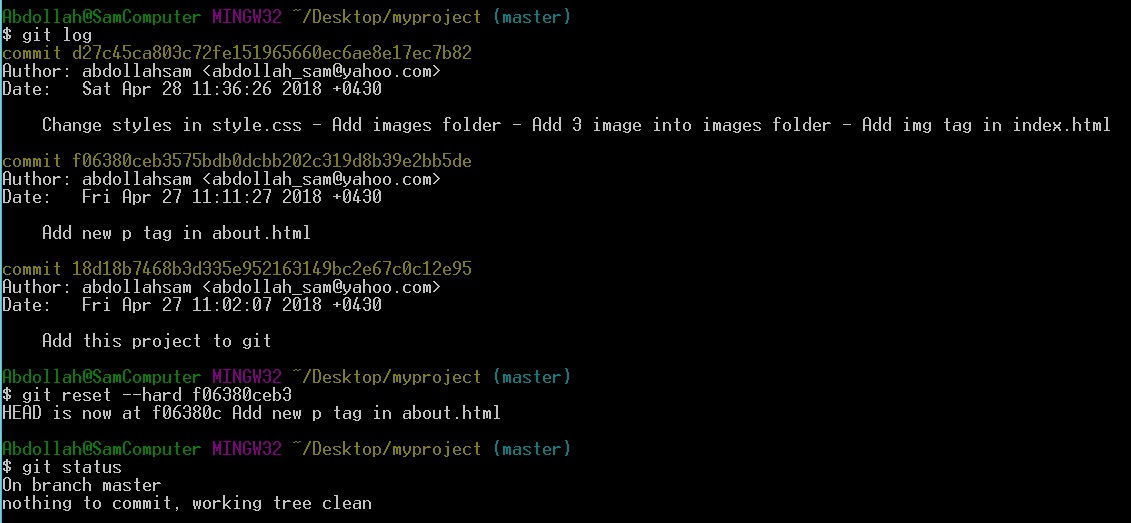 Abdollah@SamComputer MINGW32 ~/Desktop/myproject (master)
$ git log
commit d27c45ca803c72fe151965660ec6ae8e17ec7b82
Author: abdollahsam <abdollah_sam@yahoo.com>
Date:   Sat Apr 28 11:36:26 2018 +0430
    Change styles in style.css - Add images folder - Add 3 image into images folder - Add img tag in index.html
commit f06380ceb3575bdb0dcbb202c319d8b39e2bb5de
Author: abdollahsam <abdollah_sam@yahoo.com>
Date:   Fri Apr 27 11:11:27 2018 +0430
    Add new p tag in about.html
commit 18d18b7468b3d335e952163149bc2e67c0c12e95
Author: abdollahsam <abdollah_sam@yahoo.com>
Date:   Fri Apr 27 11:02:07 2018 +0430
    Add this project to git
Abdollah@SamComputer MINGW32 ~/Desktop/myproject (master)
$ git reset --hard f06380ceb3
HEAD is now at f06380c Add new p tag in about.html
Abdollah@SamComputer MINGW32 ~/Desktop/myproject (master)
$ git status
On branch master
nothing to commit, working tree clean